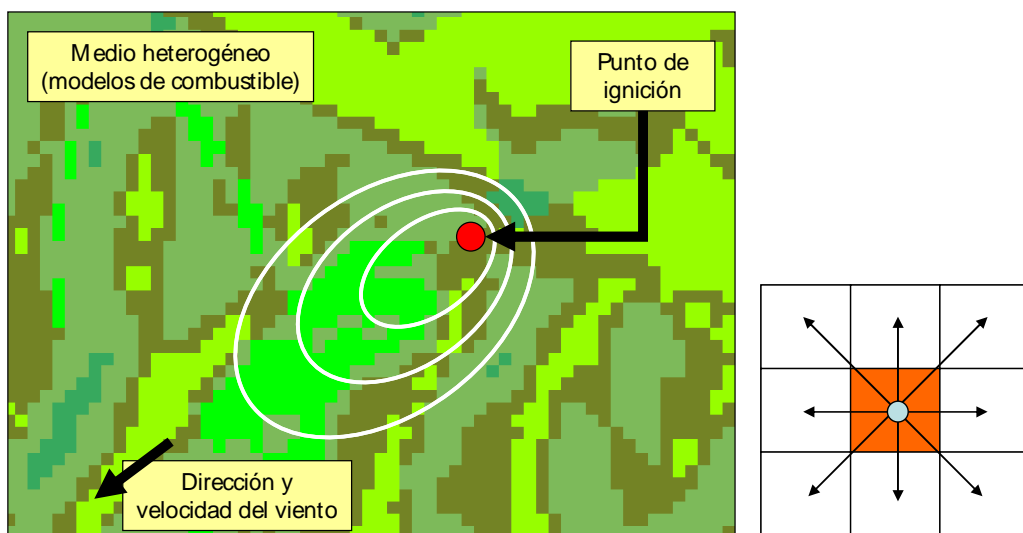 Medio heterogéneo
(modelos de combustible)
Punto de
ignición
Dirección y
velocidad del viento